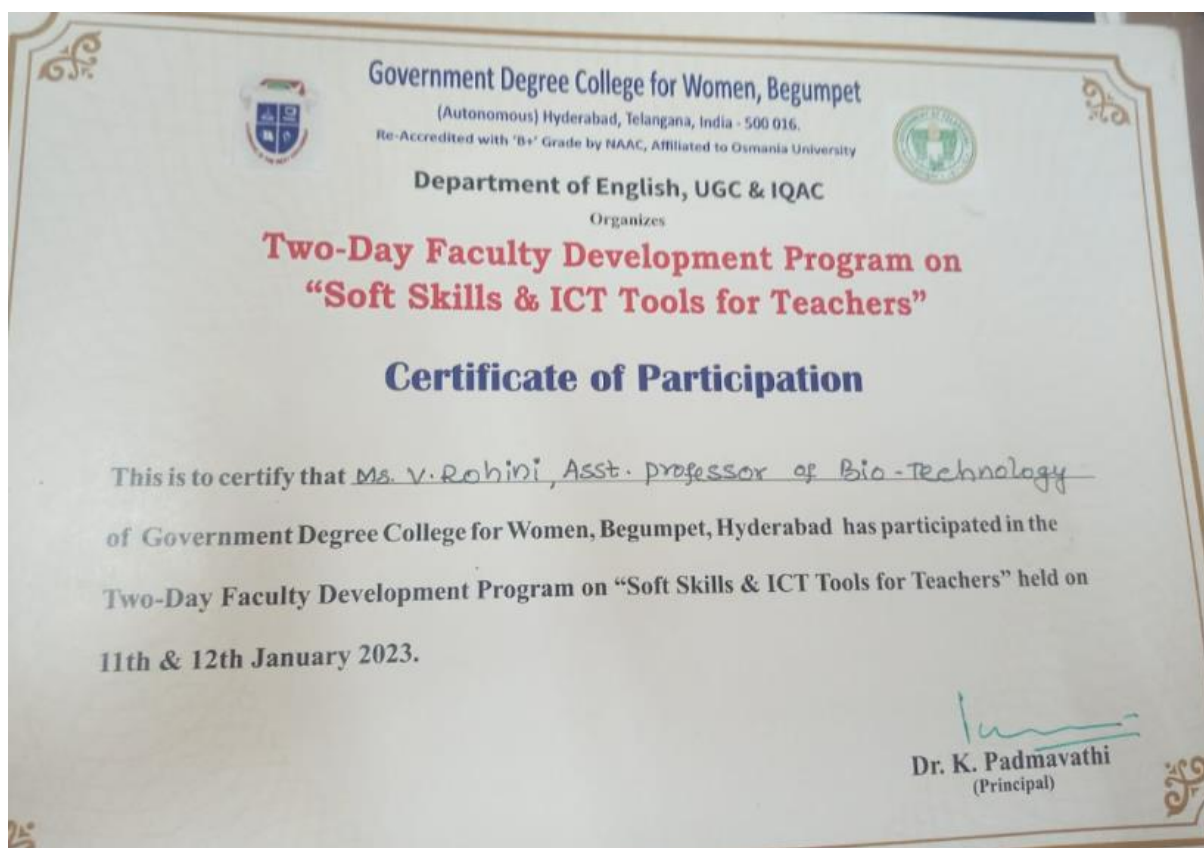 Government Degree College for Women, Begumpet
(Autonomous) Hyderabad, Telangana, India - 500 016.
Re-Accredited with 'B+' Grade by NAAC, Affiliated to Osmania University
Department of English, UGC & IQAC
Organizes
Two-Day Faculty Development Program on
“Soft Skills & ICT Tools for Teachers”
Certificate of Participation
This is to certify that Ms. V. Rohini, Asst. professor of Bio-Technology
of Government Degree College for Women, Begumpet, Hyderabad has participated in the
Two-Day Faculty Development Program on “Soft Skills & ICT Tools for Teachers” held on
11th & 12th January 2023.
Dr. K. Padmavathi
(Principal)